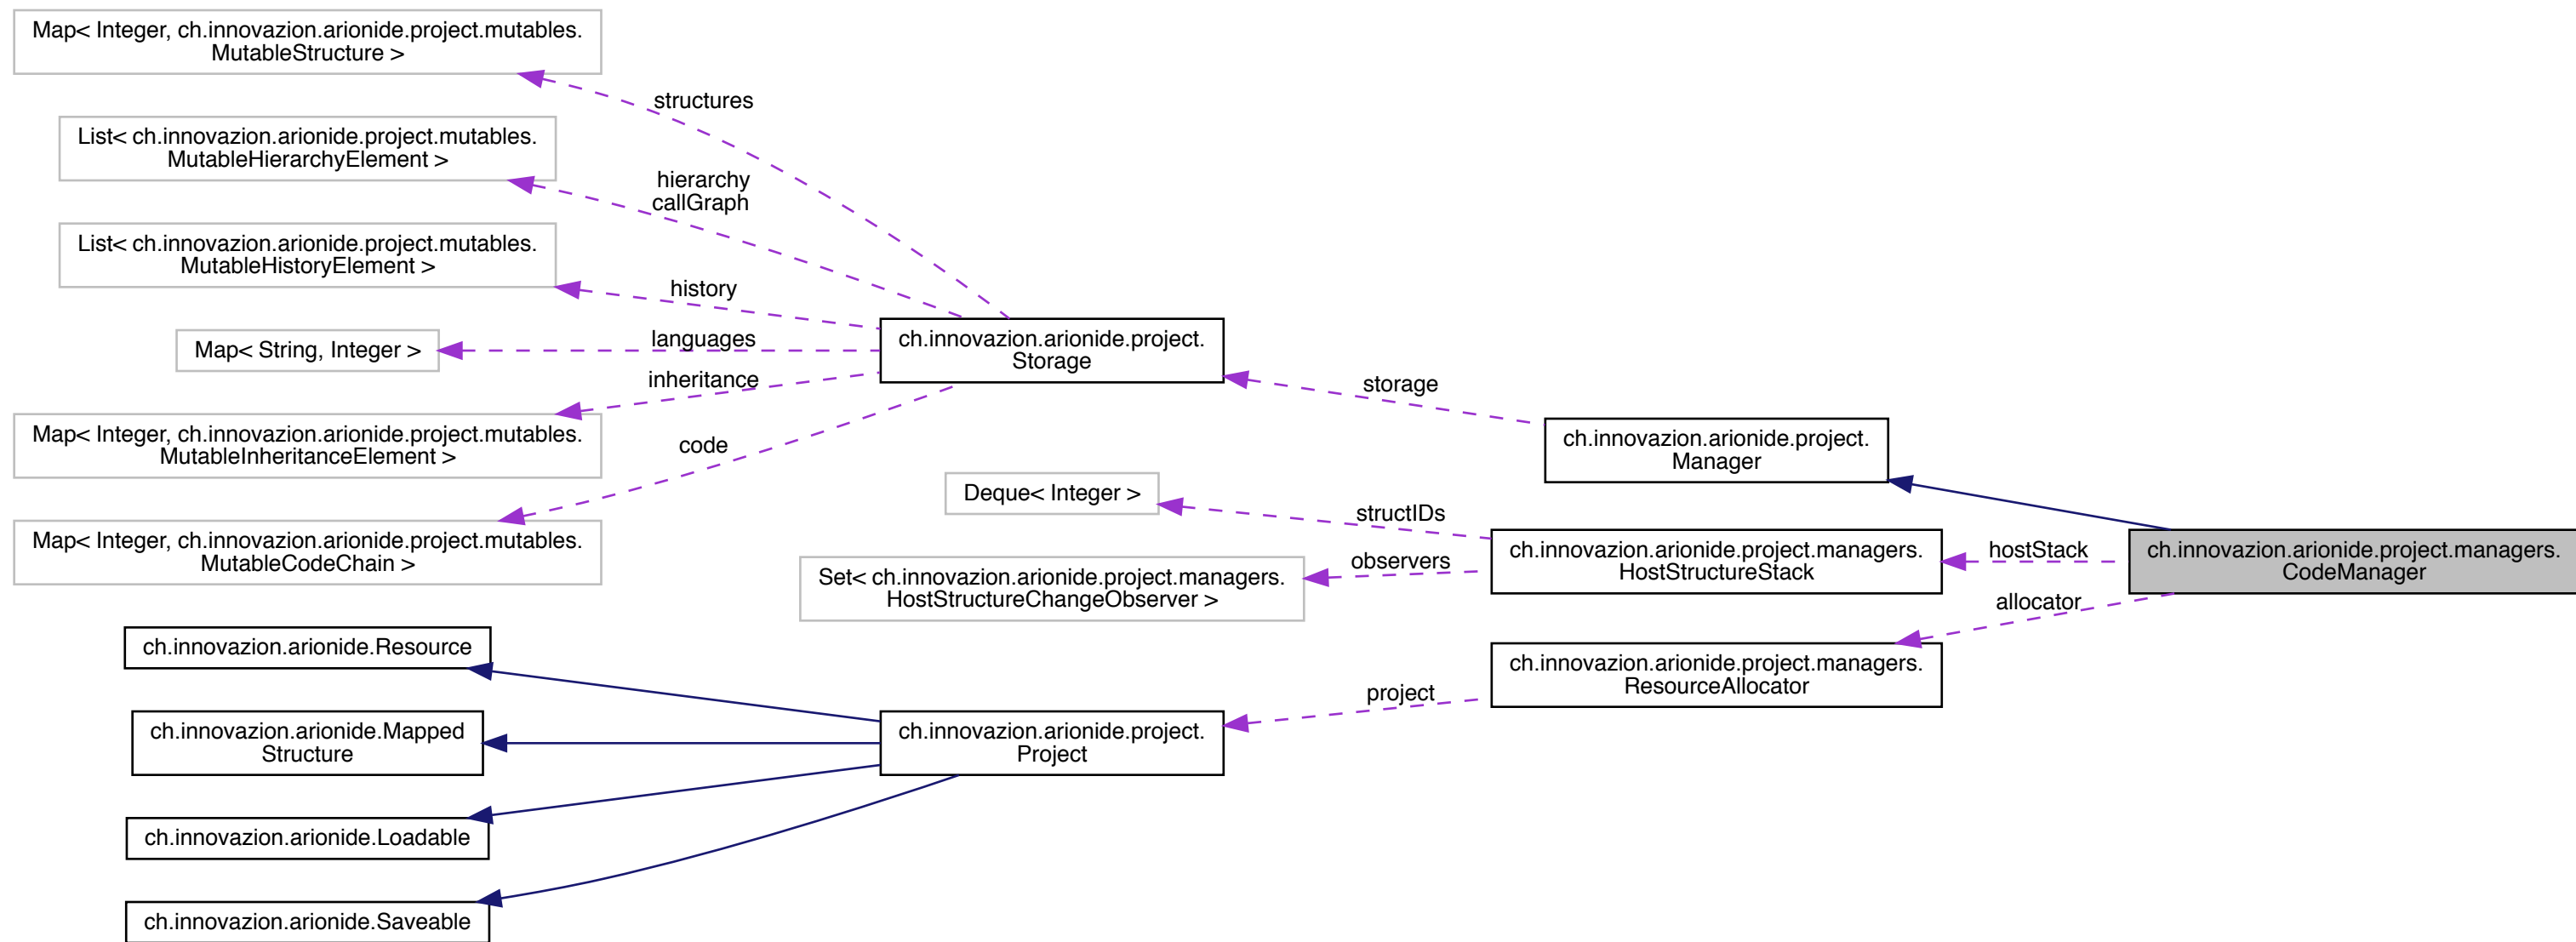 Map< Integer, ch.innovazion.arionide.project.mutables.
MutableStructure >
structures
List< ch.innovazion.arionide.project.mutables.
MutableHierarchyElement >
hierarchy
callGraph
List< ch.innovazion.arionide.project.mutables.
MutableHistoryElement >
history
Map< String, Integer >
languages
ch.innovazion.arionide.project.
Storage
inheritance
storage
Map< Integer, ch.innovazion.arionide.project.mutables.
MutableInheritanceElement >
code
ch.innovazion.arionide.project.
Manager
Deque< Integer >
structIDs
Map< Integer, ch.innovazion.arionide.project.mutables.
MutableCodeChain >
Set< ch.innovazion.arionide.project.managers.
HostStructureChangeObserver >
observers
ch.innovazion.arionide.project.managers.
HostStructureStack
hostStack
ch.innovazion.arionide.project.managers.
CodeManager
allocator
ch.innovazion.arionide.Resource
ch.innovazion.arionide.project.managers.
ResourceAllocator
project
ch.innovazion.arionide.Mapped
Structure
ch.innovazion.arionide.project.
Project
ch.innovazion.arionide.Loadable
ch.innovazion.arionide.Saveable